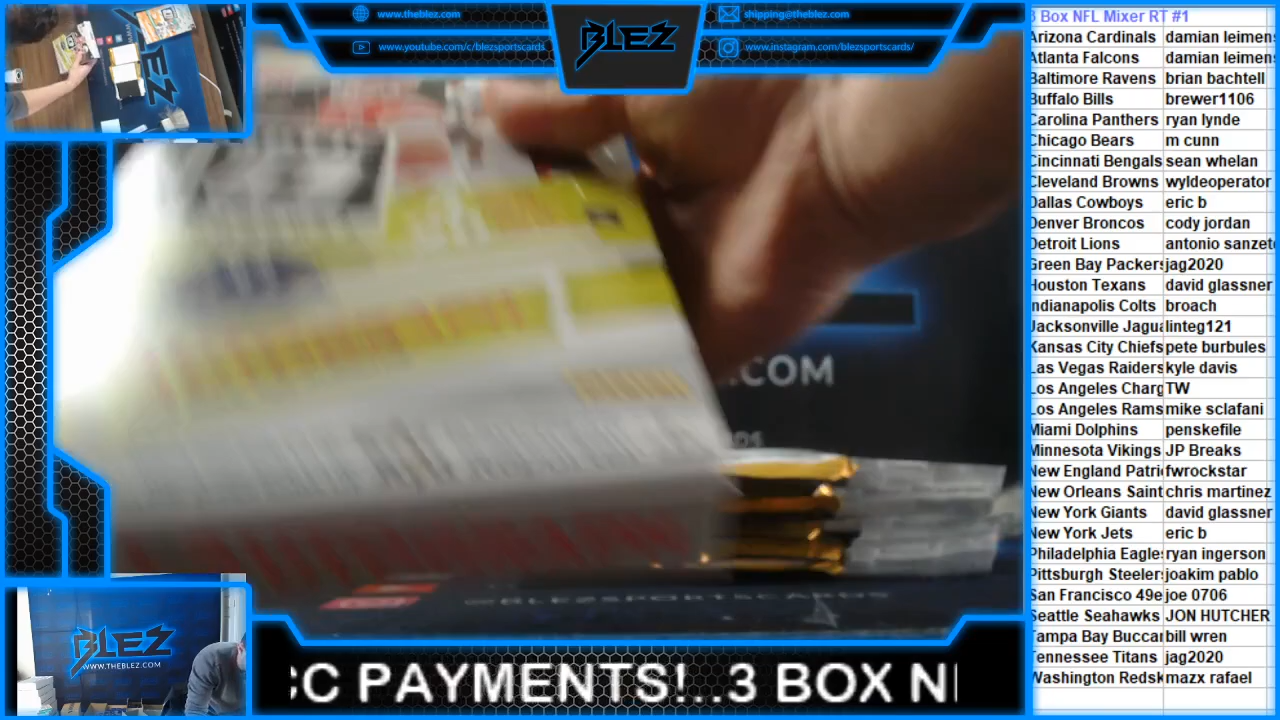 www.theblez.com
shipping@theblez.com
www.youtube.com/c/blezsportscards
BLEZ
www.instagram.com/blezsportscards/
BLEZ
.COM
@BLEZSPORTSCARDS
BLEZ
WWW.THEBLEZ.COM
CC PAYMENTS!..3 BOX N
3 Box NFL Mixer RT #1
Arizona Cardinals damian leimens
Atlanta Falcons damian leimens
Baltimore Ravens brian bachtell
Buffalo Bills brewer1106
Carolina Panthers ryan lynde
Chicago Bears m cunn
Cincinnati Bengals sean whelan
Cleveland Browns wyldeoperator
Dallas Cowboys eric b
Denver Broncos cody jordan
Detroit Lions antonio sanzet
Green Bay Packers jag2020
Houston Texans david glassner
Indianapolis Colts broach
Jacksonville Jagua linteg121
Kansas City Chiefs pete burbules
Las Vegas Raiders kyle davis
Los Angeles Charg TW
Los Angeles Rams mike sclafani
Miami Dolphins penskefile
Minnesota Vikings JP Breaks
New England Patri fwrockstar
New Orleans Saint chris martinez
New York Giants david glassner
New York Jets eric b
Philadelphia Eagle ryan ingerson
Pittsburgh Steeler joakim pablo
San Francisco 49e joe 0706
Seattle Seahawks JON HUTCHER
Tampa Bay Buccar bill wren
Tennessee Titans jag2020
Washington Redsk mazx rafael